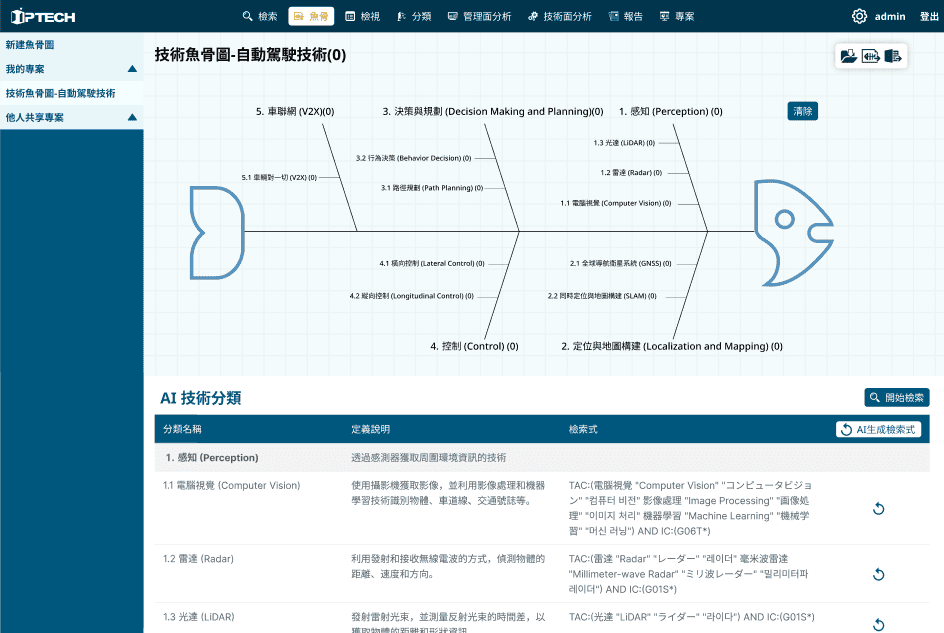 IPTECH
檢索
魚骨
檢視
分類
管理面分析
技術面分析
報告
專案
admin
登出
新建魚骨圖
我的專案
技術魚骨圖-自動駕駛技術
他人共享專案
技術魚骨圖-自動駕駛技術(0)
5. 車聯網 (V2X)(0)
3. 決策與規劃 (Decision Making and Planning)(0)
1. 感知 (Perception) (0)
清除
1.3 光達 (LiDAR) (0)
3.2 行為決策 (Behavior Decision) (0)
1.2 雷達 (Radar) (0)
5.1 車網對一切 (V2X) (0)
3.1 路徑規劃 (Path Planning) (0)
1.1 電腦視覺 (Computer Vision) (0)
4.1 橫向控制 (Lateral Control) (0)
2.1 全球導航衛星系統 (GNSS) (0)
4.2 縱向控制 (Longitudinal Control) (0)
2.2 同時定位與地圖構建 (SLAM) (0)
4. 控制 (Control) (0)
2. 定位與地圖構建 (Localization and Mapping) (0)
AI 技術分類
開始檢索
分類名稱
定義說明
檢索式
AI生成檢索式
1. 感知 (Perception)
透過感測器獲取周圍環境資訊的技術
1.1 電腦視覺 (Computer Vision)
使用攝影機獲取影像，並利用影像處理和機器
學習技術識別物體、車道線、交通號誌等。
TAC:(電腦視覺 "Computer Vision" "コンピュータビジョ
ン" "컴퓨터 비전" 影像處理 "Image Processing" "画像処
理" "이미지 처리" 機器學習 "Machine Learning" "機械学
習" "머신 러닝") AND IC:(G06T*)
1.2 雷達 (Radar)
利用發射和接收無線電波的方式，偵測物體的
距離、速度和方向。
TAC:(雷達 "Radar" "レーダー" "레이더" 毫米波雷達
"Millimeter-wave Radar" "ミリ波レーダー" "밀리미터파
레이더") AND IC:(G01S*)
1.3 光達 (LiDAR)
發射雷射光束，並測量反射光束的時間差，以
獲取物體的距離和形狀資訊
TAC:(光達 "LiDAR" "ライダー" "라이다") AND IC:(G01S*)